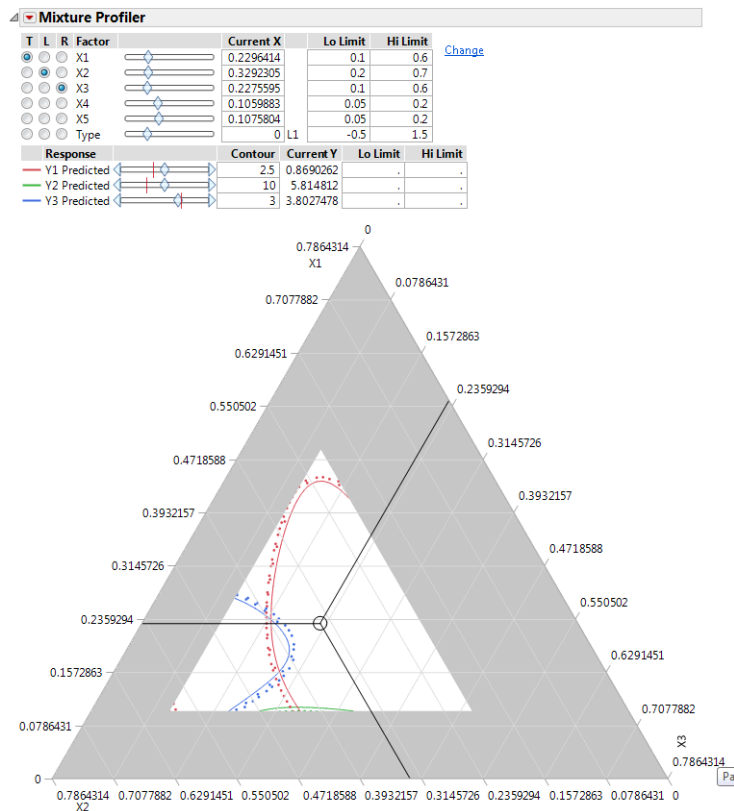 Mixture Profiler
T L R Factor Current X Lo Limit Hi Limit
X1 0.2296414 0.1 0.6 Change
X2 0.3292305 0.2 0.7
X3 0.2275595 0.1 0.6
X4 0.1059883 0.05 0.2
X5 0.1075804 0.05 0.2
Type 0 L1 -0.5 1.5
Response Contour Current Y Lo Limit Hi Limit
Y1 Predicted 2.5 0.8690262 . .
Y2 Predicted 10 5.814812 . .
Y3 Predicted 3 3.8027478 . .
0
0.7864314
X1
0.0786431
0.7077882
0.1572863
0.6291451
0.2359294
0.550502
0.3145726
0.4718588
0.3932157
0.3932157
0.4718588
0.3145726
0.550502
0.2359294
0.6291451
0.1572863
0.7077882
0.0786431
X3
0.7864314
0
Pa
0.7864314 0.7077882 0.6291451 0.550502 0.4718588 0.3932157 0.3145726 0.2359294 0.1572863 0.0786431 0
X2